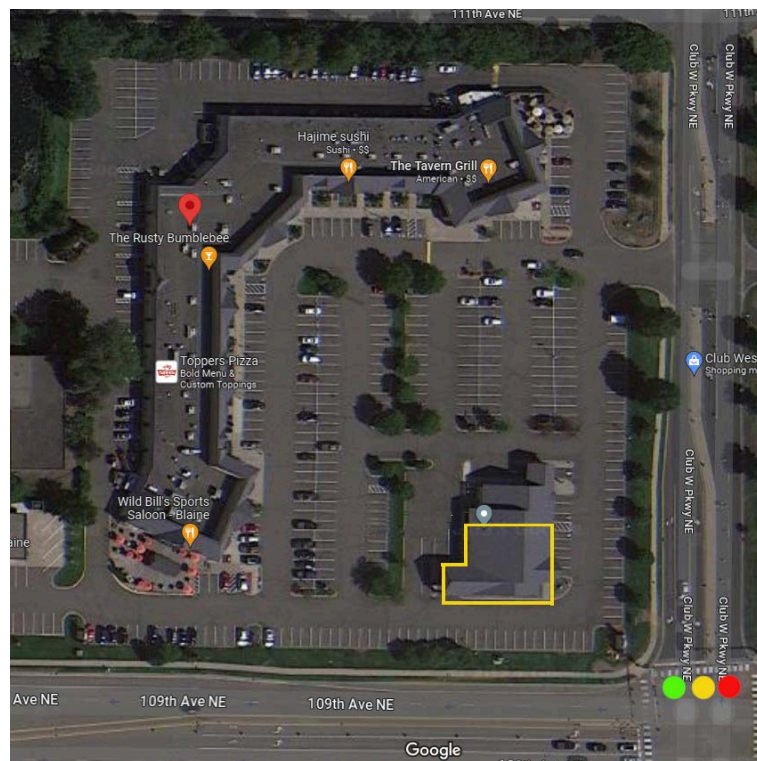 111th Ave NE
111th
Club W Pkwy NE
Club W Pkwy NE
Hajime sushi
Sushi • $$
The Tavern Grill
American • $$
The Rusty Bumblebee
Toppers Pizza
Bold Menu &
Custom Toppings
Club Wes
Shopping m
Club W Pkwy NE
Wild Bill's Sports
Saloon - Blaine
aine
Club W Pkwy NE
Club W Pkwy NE
Ave NE
109th Ave NE
109th Ave NE
Google